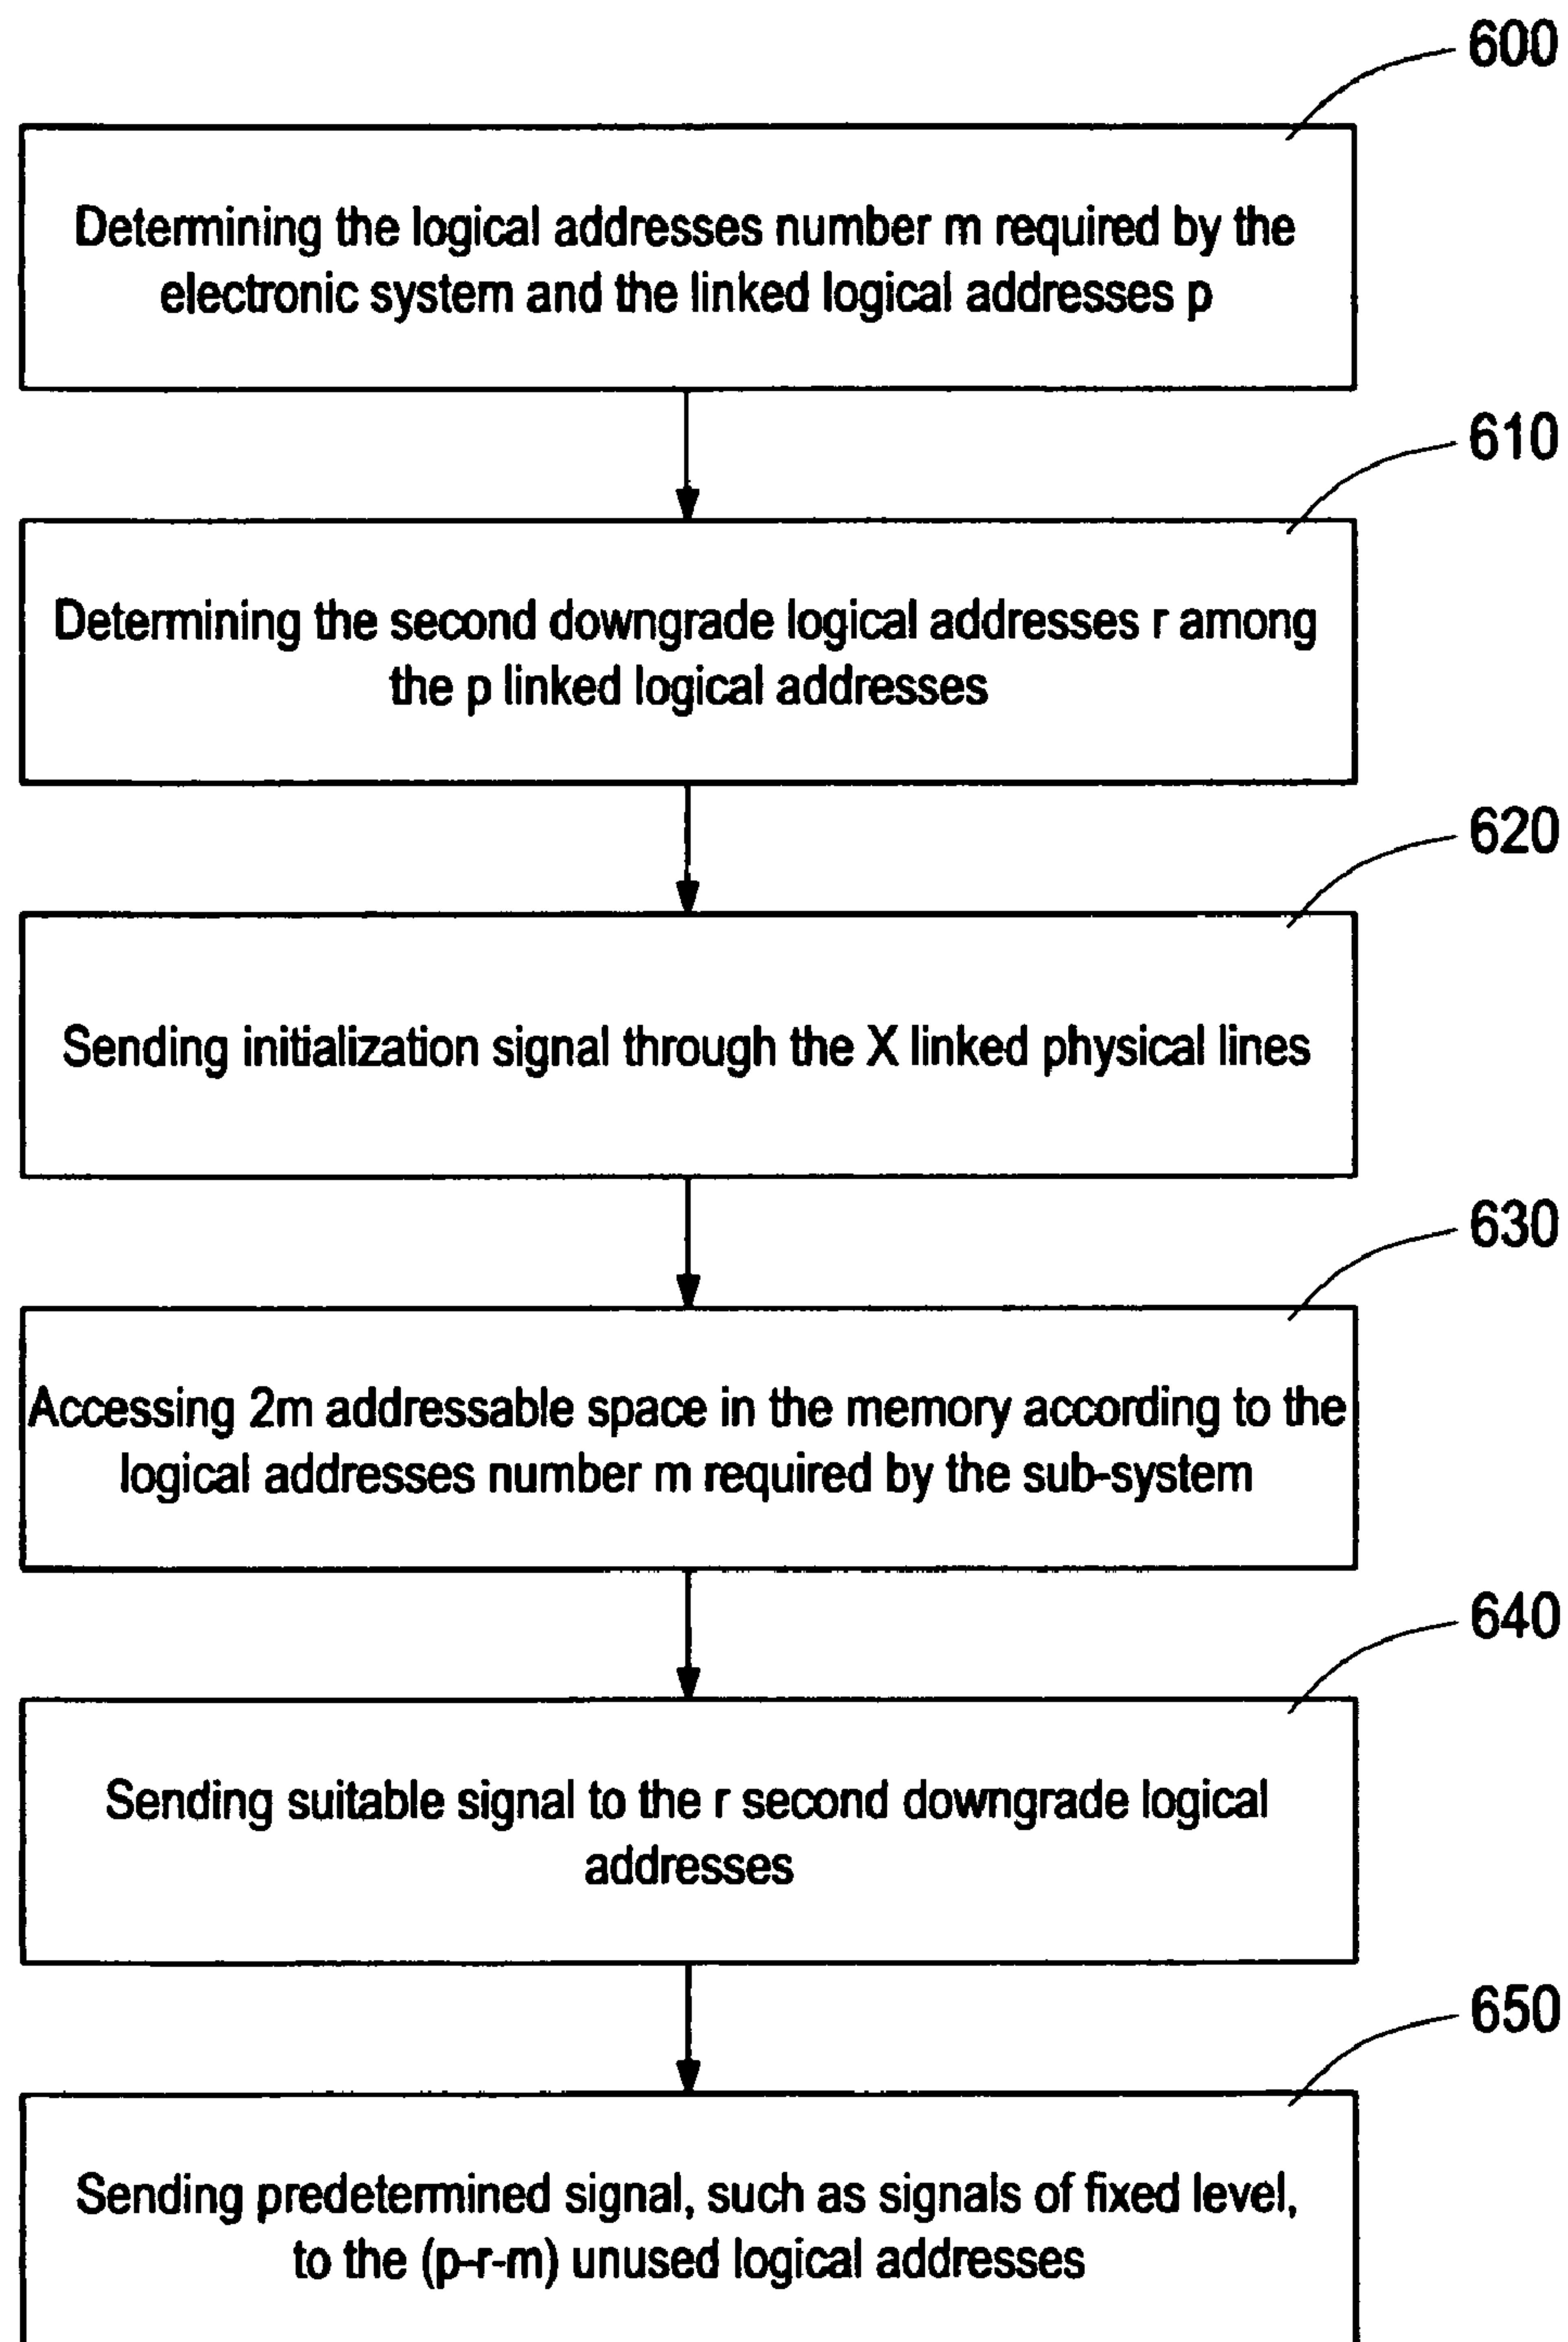 600
Determining the logical addresses number m required by the
electronic system and the linked logical addresses p
610
Determining the second downgrade logical addresses r among
the p linked logical addresses
620
Sending initialization signal through the X linked physical lines
630
Accessing 2m addressable space in the memory according to the
logical addresses number m required by the sub-system
640
Sending suitable signal to the r second downgrade logical
addresses
650
Sending predetermined signal, such as signals of fixed level,
to the (p-r-m) unused logical addresses